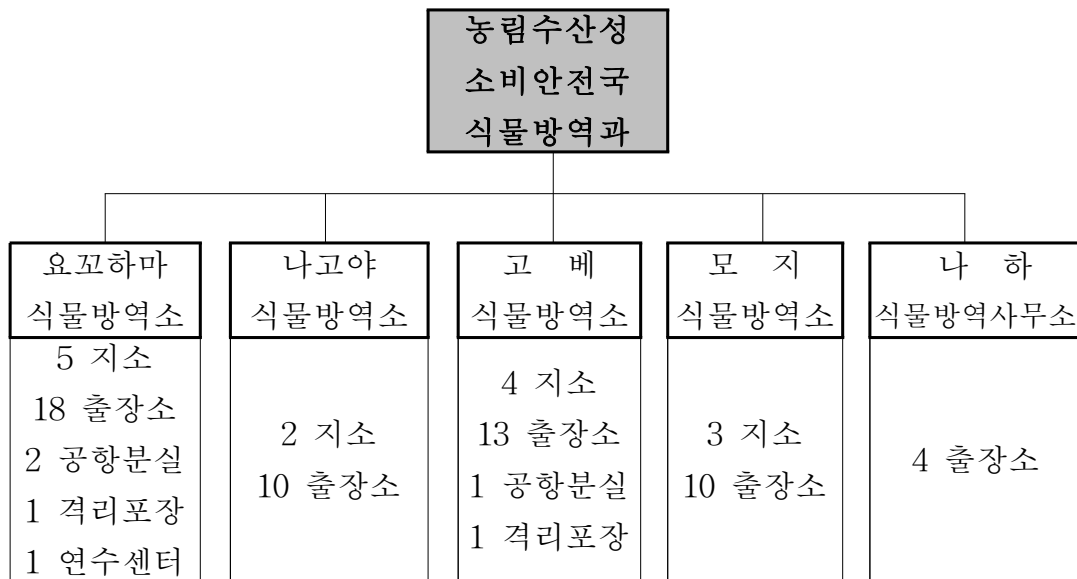 농림수산성
소비안전국
식물방역과
요꼬하마
식물방역소
5 지소
18 출장소
2 공항분실
1 격리포장
1 연수센터
나고야
식물방역소
2 지소
10 출장소
고 베
식물방역소
4 지소
13 출장소
1 공항분실
1 격리포장
모 지
식물방역소
3 지소
10 출장소
나 하
식물방역사무소
4 출장소